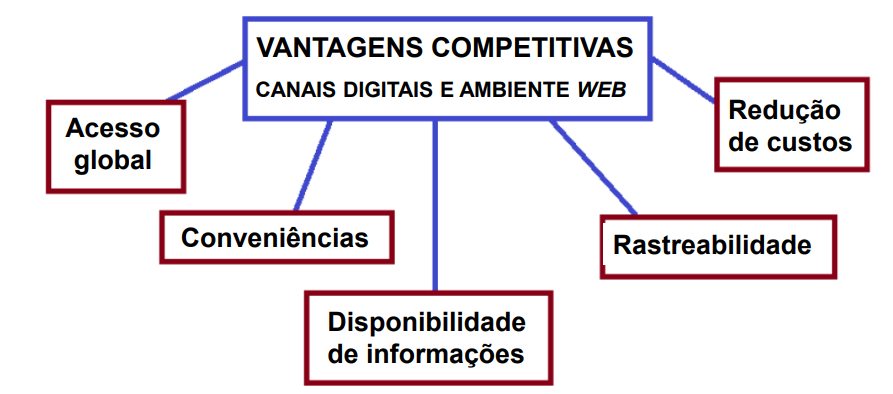 VANTAGENS COMPETITIVAS
CANAIS DIGITAIS E AMBIENTE WEB
Acesso
global
Conveniências
Disponibilidade
de informações
Rastreabilidade
Redução
de custos